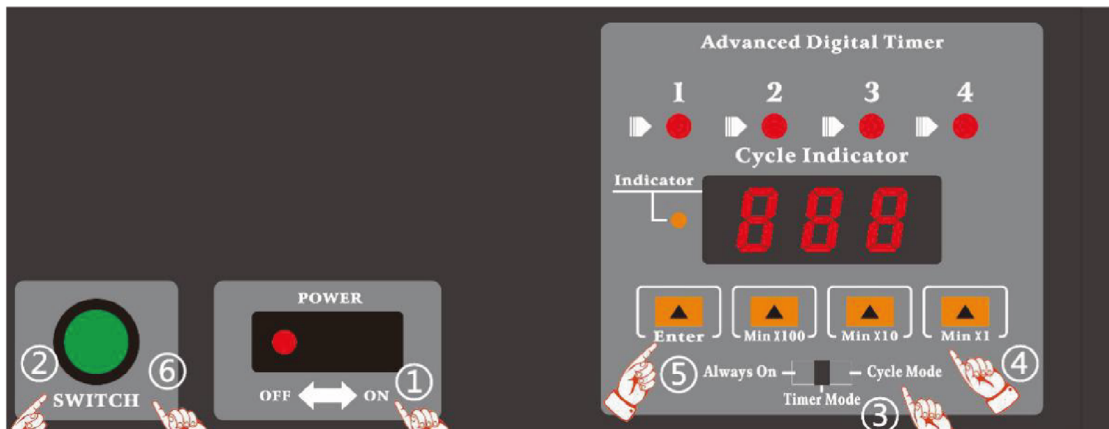 Advanced Digital Timer
1 2 3 4
Cycle Indicator
Indicator
888
Enter Min X100 Min X10 Min X1
⑤ Always On Cycle Mode ④
Timer Mode ③
POWER
OFF ON ①
② ⑥
SWITCH